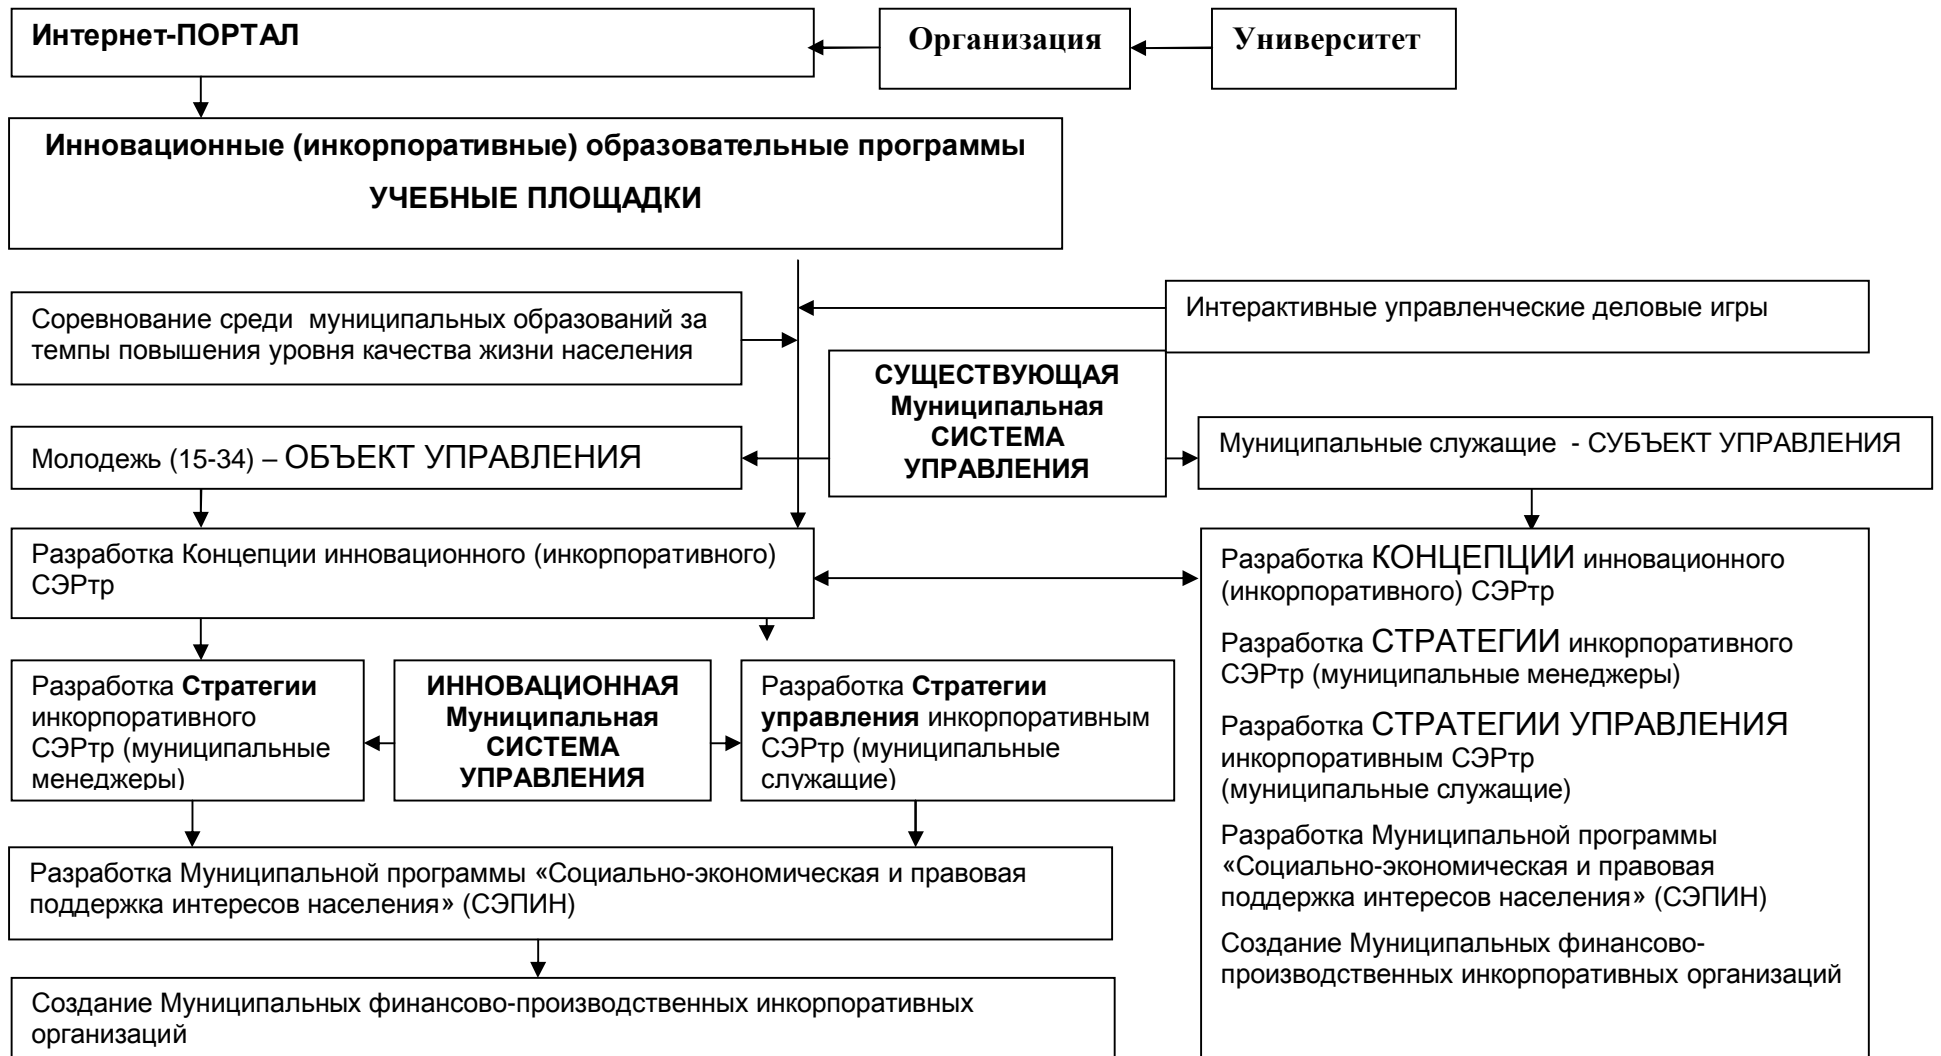 Интернет-ПОРТАЛ
Организация
Университет
Инновационные (инкорпоративные) образовательные программы
УЧЕБНЫЕ ПЛОЩАДКИ
Соревнование среди  муниципальных образований за
темпы повышения уровня качества жизни населения
Интерактивные управленческие деловые игры
СУЩЕСТВУЮЩАЯ
Муниципальная
СИСТЕМА
УПРАВЛЕНИЯ
Молодежь (15-34) – ОБЪЕКТ УПРАВЛЕНИЯ
Муниципальные служащие  - СУБЪЕКТ УПРАВЛЕНИЯ
Разработка Концепции инновационного (инкорпоративного)
СЭРтр
Разработка Стратегии
инкорпоративного
СЭРтр (муниципальные
менеджеры)
ИННОВАЦИОННАЯ
Муниципальная
СИСТЕМА
УПРАВЛЕНИЯ
Разработка Стратегии
управления инкорпоративным
СЭРтр (муниципальные
служащие)
Разработка Муниципальной программы «Социально-экономическая и правовая
поддержка интересов населения» (СЭПИН)
Создание Муниципальных финансово-производственных инкорпоративных
организаций
Разработка КОНЦЕПЦИИ инновационного
(инкорпоративного) СЭРтр
Разработка СТРАТЕГИИ инкорпоративного
СЭРтр (муниципальные менеджеры)
Разработка СТРАТЕГИИ УПРАВЛЕНИЯ
инкорпоративным СЭРтр
(муниципальные служащие)
Разработка Муниципальной программы
«Социально-экономическая и правовая
поддержка интересов населения» (СЭПИН)
Создание Муниципальных финансово-
производственных инкорпоративных организаций